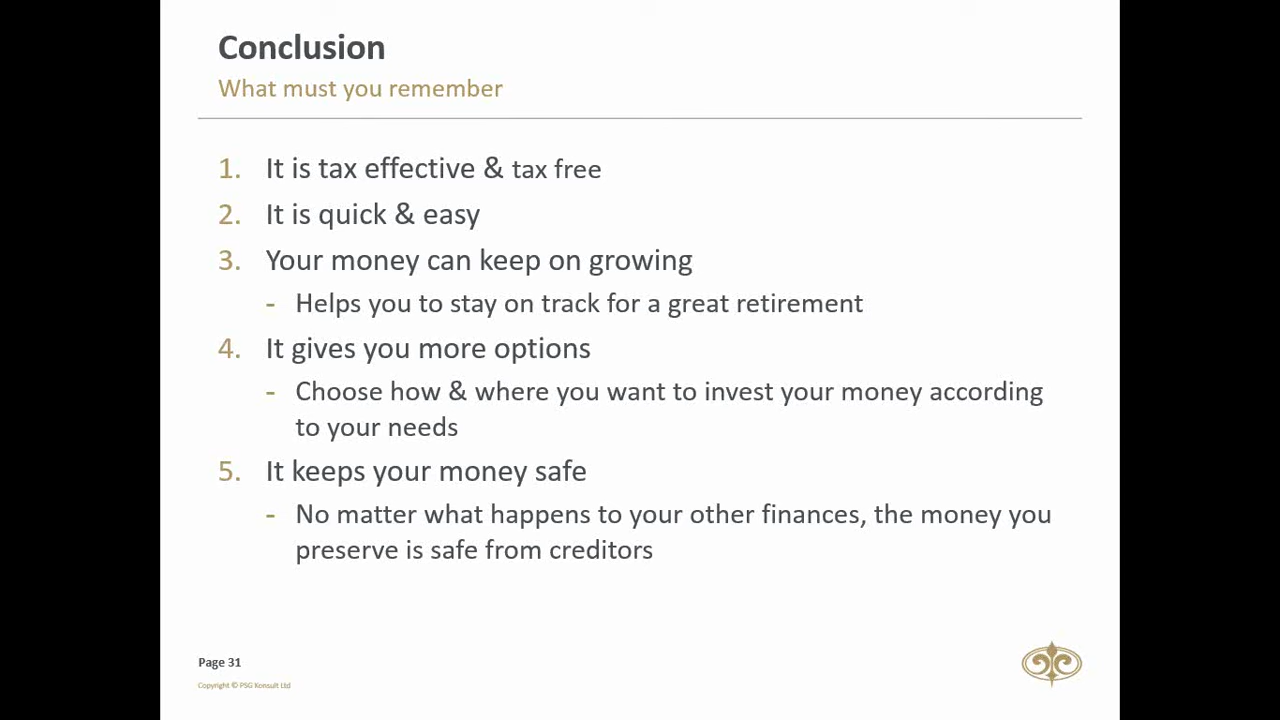 Conclusion
What must you remember
1. It is tax effective & tax free
2. It is quick & easy
3. Your money can keep on growing
- Helps you to stay on track for a great retirement
4. It gives you more options
- Choose how & where you want to invest your money according
to your needs
5. It keeps your money safe
- No matter what happens to your other finances, the money you
preserve is safe from creditors
Page 31
Copyright © PSG Konsult Ltd